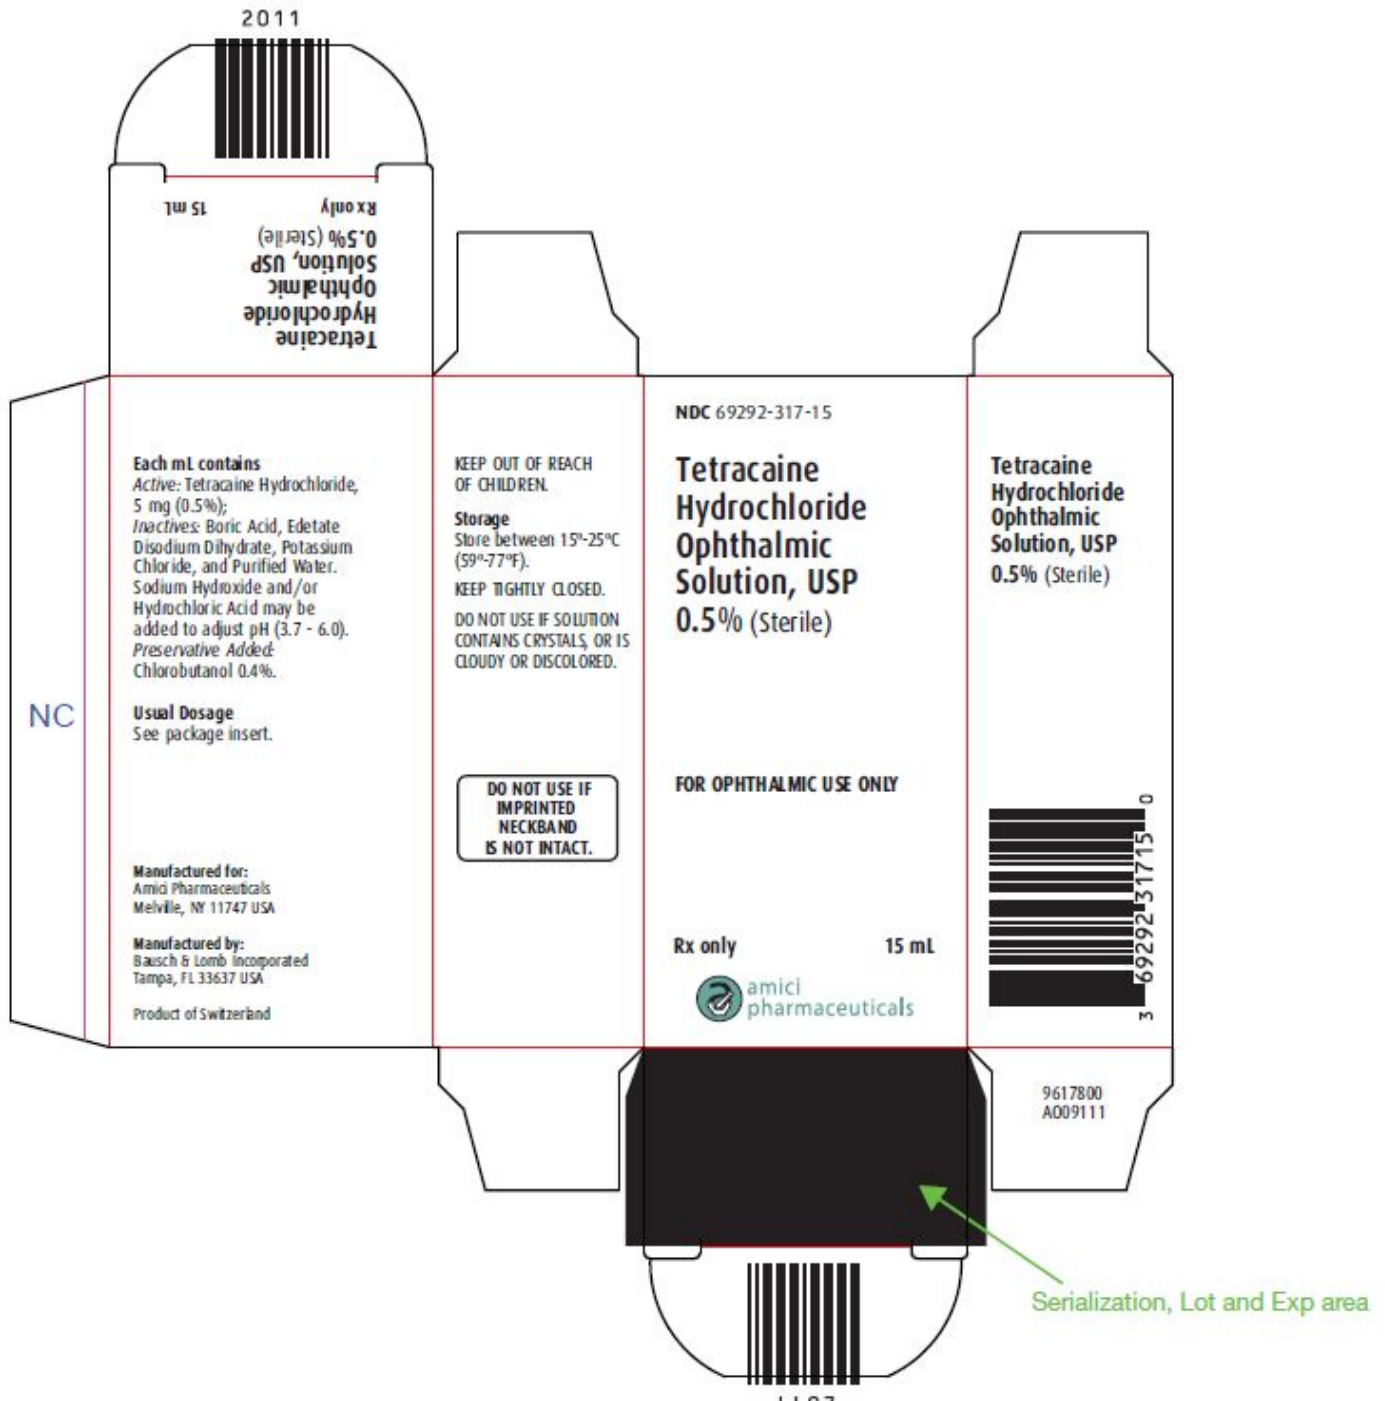 2011
Tetracaine
Hydrochloride
Ophthalmic
Solution, USP
0.5% (Sterile)
Rx only 15 mL
NC
Each mL contains
Active: Tetracaine Hydrochloride,
5 mg (0.5%);
Inactives: Boric Acid, Edetate
Disodium Dihydrate, Potassium
Chloride, and Purified Water.
Sodium Hydroxide and/or
Hydrochloric Acid may be
added to adjust pH (3.7 - 6.0).
Preservative Added:
Chlorobutanol 0.4%.
Usual Dosage
See package insert.
Manufactured for:
Amici Pharmaceuticals
Melville, NY 11747 USA
Manufactured by:
Bausch & Lomb Incorporated
Tampa, FL 33637 USA
Product of Switzerland
KEEP OUT OF REACH
OF CHILDREN.
Storage
Store between 15º-25ºC
(59º-77ºF).
KEEP TIGHTLY CLOSED.
DO NOT USE IF SOLUTION
CONTAINS CRYSTALS, OR IS
CLOUDY OR DISCOLORED.
DO NOT USE IF
IMPRINTED
NECKBAND
IS NOT INTACT.
NDC 69292-317-15
Tetracaine
Hydrochloride
Ophthalmic
Solution, USP
0.5% (Sterile)
FOR OPHTHALMIC USE ONLY
Rx only 15 mL
amici
pharmaceuticals
Tetracaine
Hydrochloride
Ophthalmic
Solution, USP
0.5% (Sterile)
3 69292 31715 0
9617800
AO09111
Serialization, Lot and Exp area